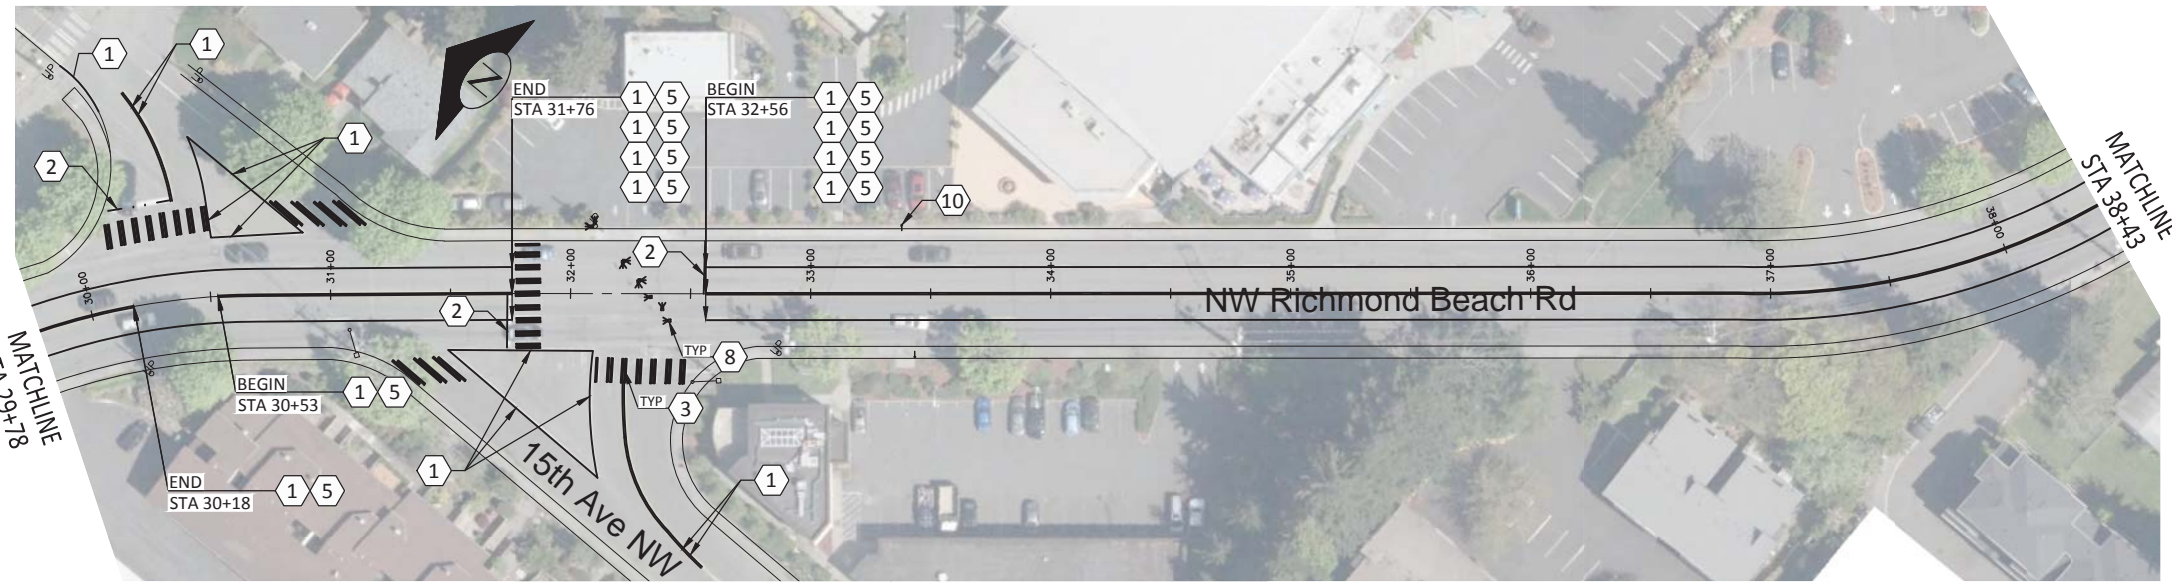 1
1
1
2
END
STA 31+76
1 5
1 5
1 5
1 5
BEGIN
STA 32+56
1 5
1 5
1 5
1 5
10
2
2
Z
30+00
31+00
32+00
33+00
34+00
35+00
36+00
37+00
38+00
NW Richmond Beach Rd
MATCHLINE
STA 38+43
MATCHLINE
STA 29+78
BEGIN
STA 30+53
1 5
END
STA 30+18
1 5
1
15th Ave NW
TYP
8
TYP
3
1